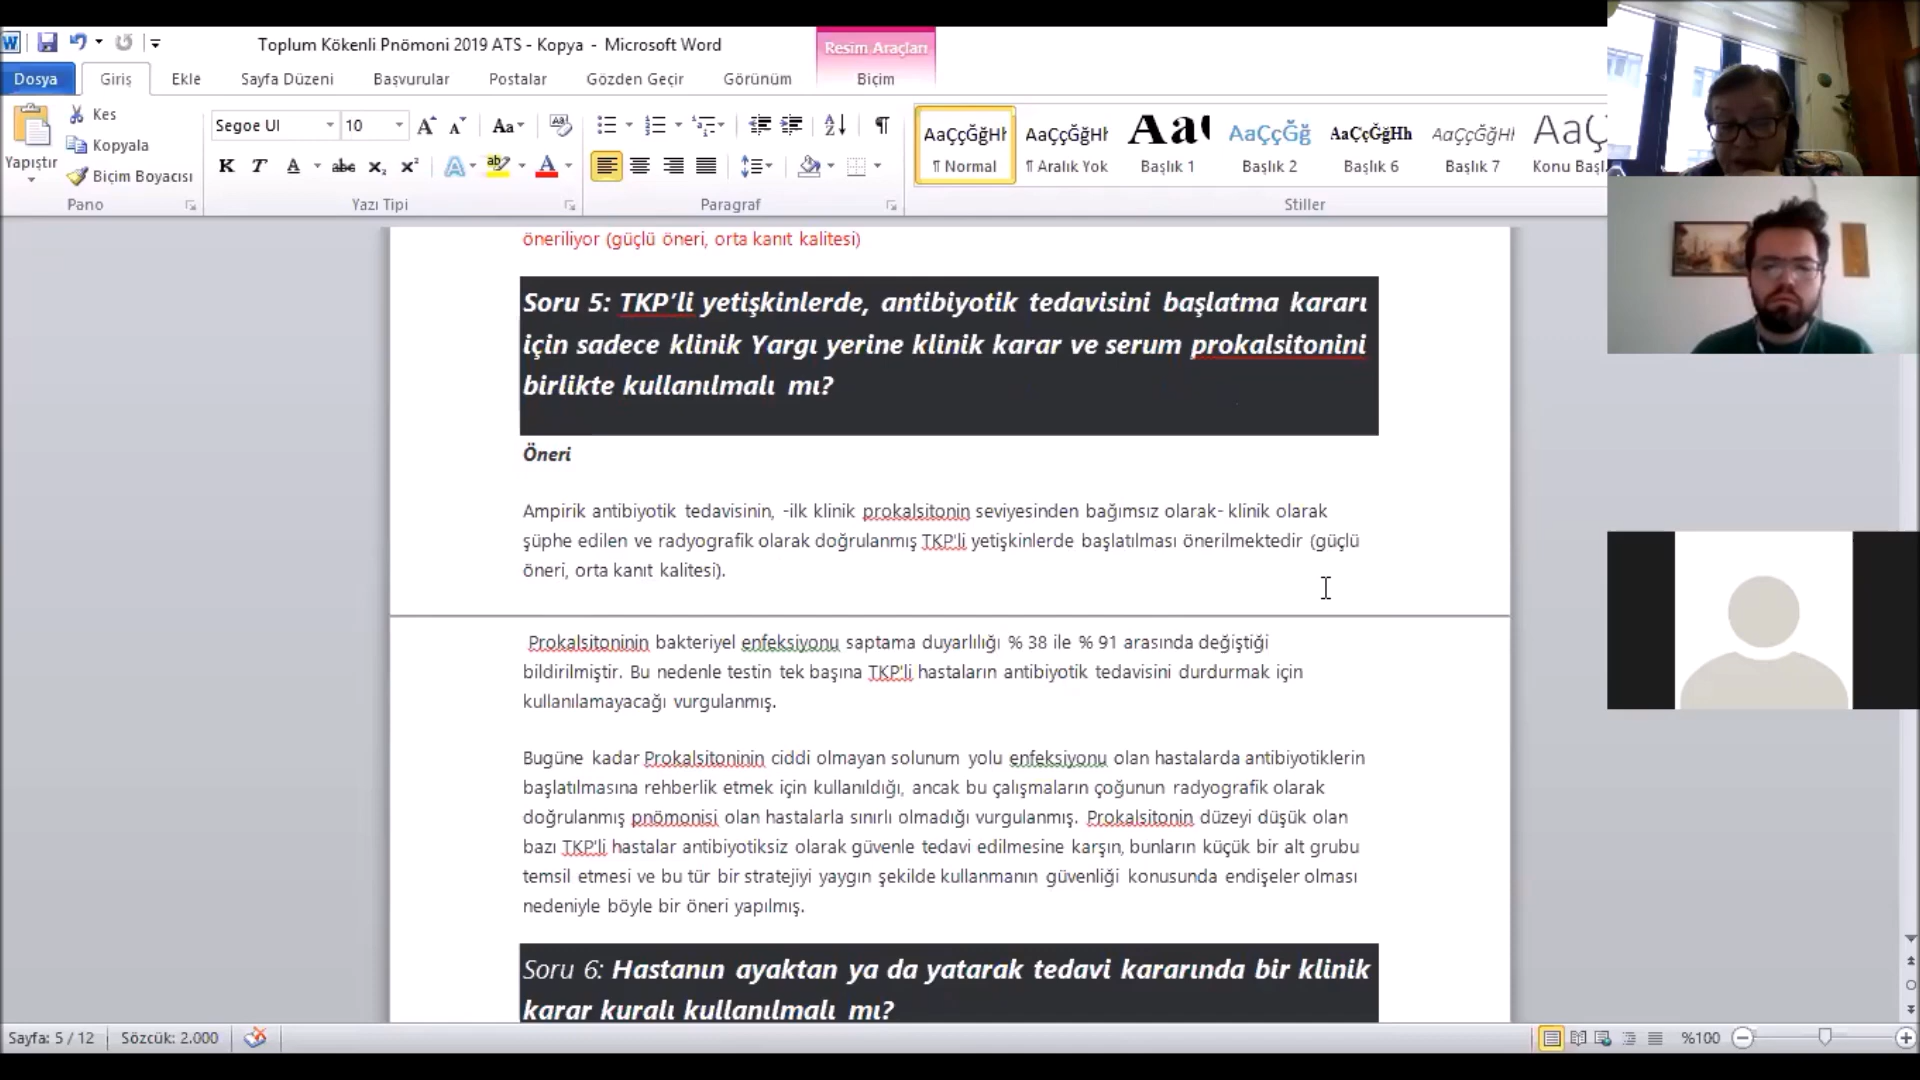 Toplum Kökenli Pnömoni 2019 ATS - Kopya - Microsoft Word
Resim Araçları
Dosya Giriş Ekle Sayfa Düzeni Başvurular Postalar Gözden Geçir Görünüm Biçim
Yapıştır
Kes
Kopyala
Biçim Boyacısı
Pano
Segoe UI 10
Yazı Tipi
Paragraf
AaÇçĞğHł AaÇçĞğHł AaÇ AaÇçĞğ AaÇçĞğHh AaÇçĞğHl AaÇ
¶ Normal ¶ Aralık Yok Başlık 1 Başlık 2 Başlık 6 Başlık 7 Konu Başl.
Stiller
öneriliyor (güçlü öneri, orta kanıt kalitesi)
Soru 5: TKP'li yetişkinlerde, antibiyotik tedavisini başlatma kararı
için sadece klinik Yargı yerine klinik karar ve serum prokalsitonini
birlikte kullanılmalı mı?
Öneri
Ampirik antibiyotik tedavisinin, -ilk klinik prokalsitonin seviyesinden bağımsız olarak- klinik olarak
şüphe edilen ve radyografik olarak doğrulanmış TKP'li yetişkinlerde başlatılması önerilmektedir (güçlü
öneri, orta kanıt kalitesi).
Prokalsitoninin bakteriyel enfeksiyonu saptama duyarlılığı % 38 ile % 91 arasında değiştiği
bildirilmiştir. Bu nedenle testin tek başına TKP'li hastaların antibiyotik tedavisini durdurmak için
kullanılamayacağı vurgulanmış.
Bugüne kadar Prokalsitoninin ciddi olmayan solunum yolu enfeksiyonu olan hastalarda antibiyotiklerin
başlatılmasına rehberlik etmek için kullanıldığı, ancak bu çalışmaların çoğunun radyografik olarak
doğrulanmış pnömonisi olan hastalarla sınırlı olmadığı vurgulanmış. Prokalsitonin düzeyi düşük olan
bazı TKP'li hastalar antibiyotiksiz olarak güvenle tedavi edilmesine karşın, bunların küçük bir alt grubu
temsil etmesi ve bu tür bir stratejiyi yaygın şekilde kullanmanın güvenliği konusunda endişeler olması
nedeniyle böyle bir öneri yapılmış.
Soru 6: Hastanın ayaktan ya da yatarak tedavi kararında bir klinik
karar kuralı kullanılmalı mı?
Sayfa: 5 / 12 Sözcük: 2.000 %100